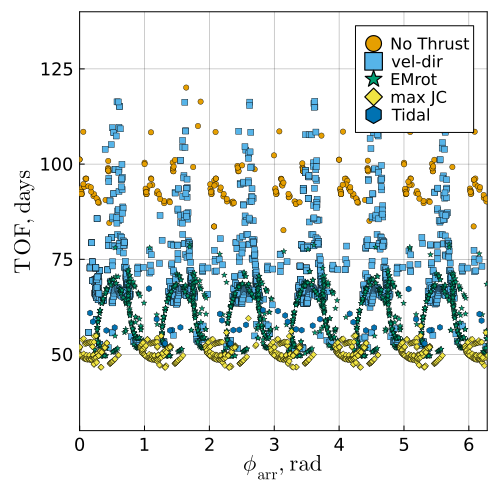 No Thrust
vel-dir
EMrot
max JC
Tidal
125
100
75
50
TOF, days
0 1 2 3 4 5 6
ϕarr, rad